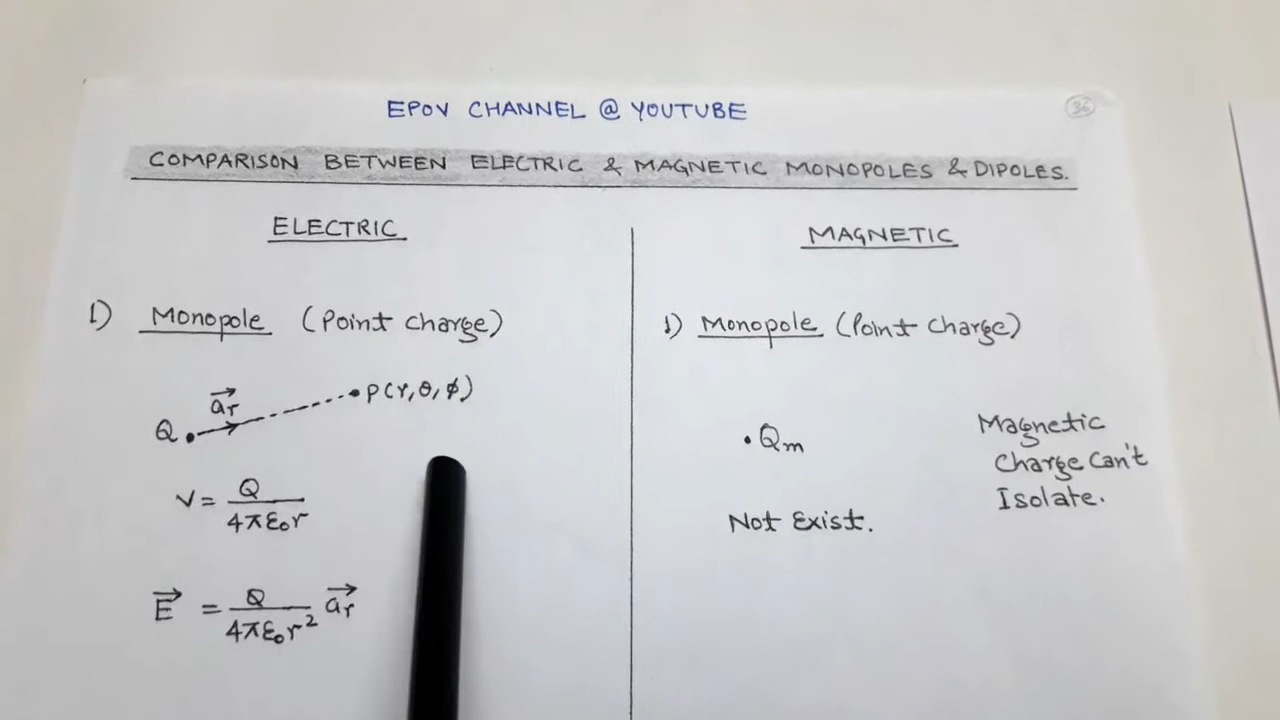 EPOV CHANNEL @ YOUTUBE
36
COMPARISON BETWEEN ELECTRIC & MAGNETIC MONOPOLES & DIPOLES.
ELECTRIC
1) Monopole (Point charge)
Q a⃗r P(r, θ, ϕ)
V = Q / 4πε₀r
E⃗ = Q / 4πε₀r² a⃗r
MAGNETIC
1) Monopole (Point Charge)
Qm
Not Exist.
Magnetic
Charge Can't
Isolate.